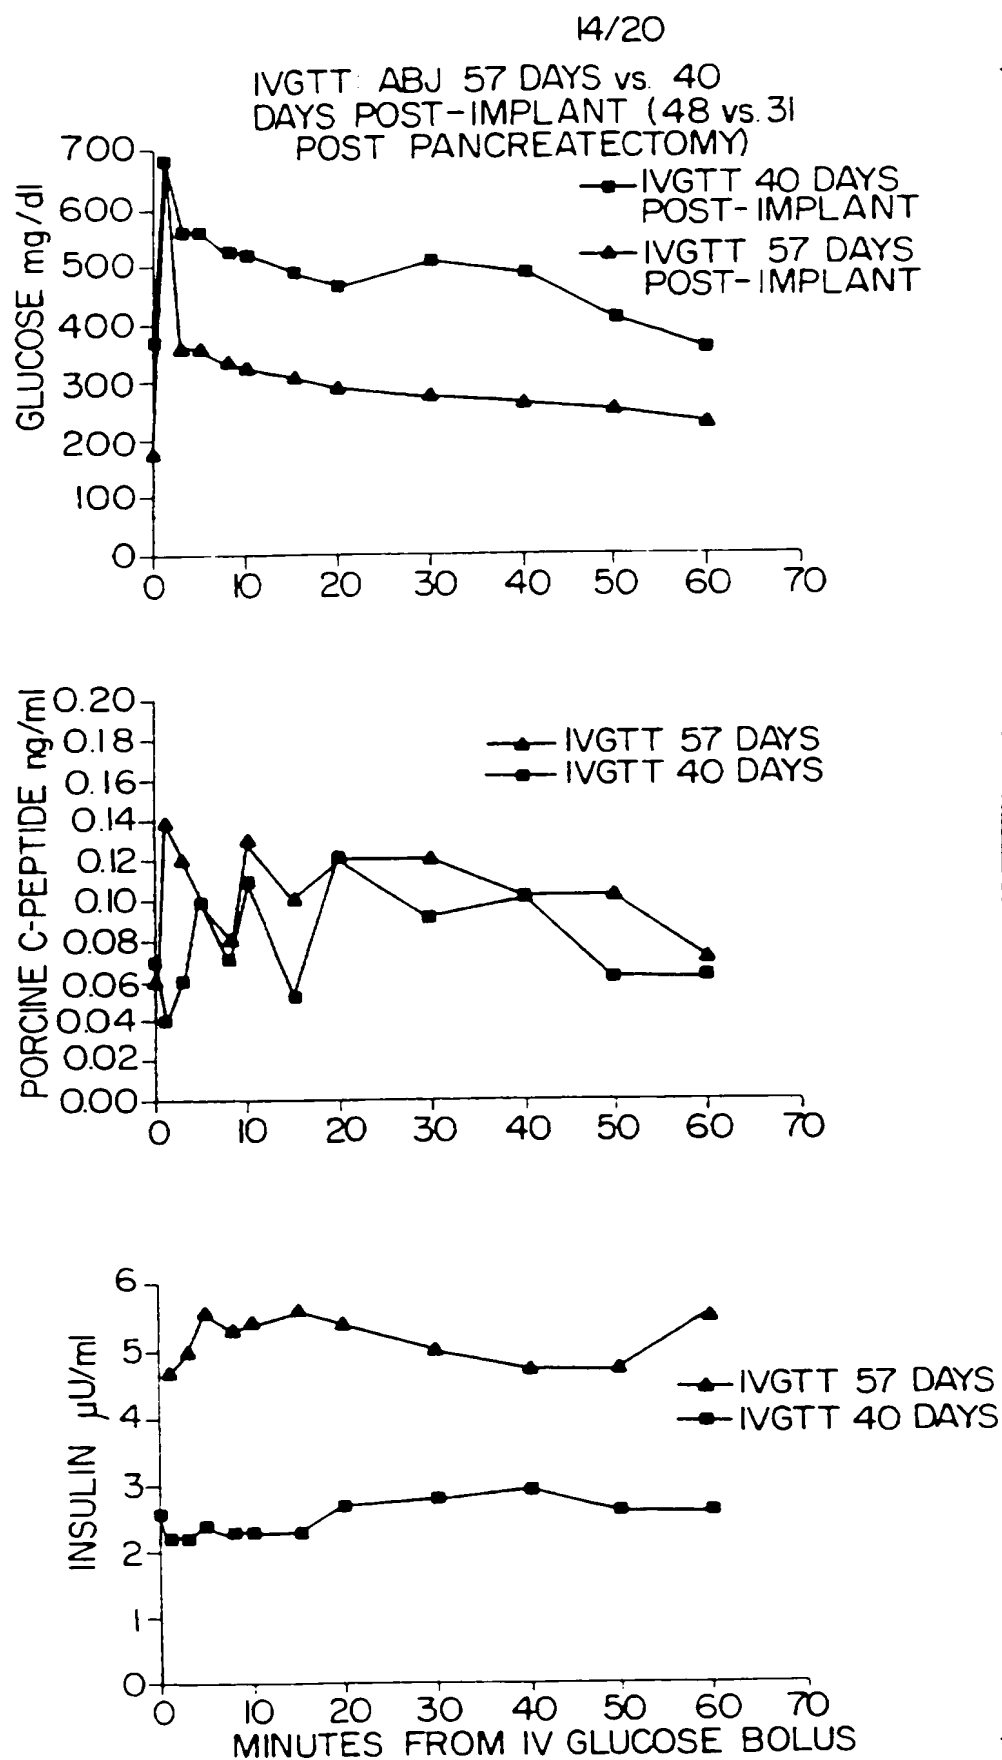 14/20
IVGTT: ABJ 57 DAYS vs. 40
DAYS POST-IMPLANT (48 vs. 31
POST PANCREATECTOMY)
IVGTT 40 DAYS
POST-IMPLANT
IVGTT 57 DAYS
POST-IMPLANT
GLUCOSE mg/dl
700
600
500
400
300
200
100
0
0 10 20 30 40 50 60 70
PORCINE C-PEPTIDE ng/ml
0.20
0.18
0.16
0.14
0.12
0.10
0.08
0.06
0.04
0.02
0.00
IVGTT 57 DAYS
IVGTT 40 DAYS
0 10 20 30 40 50 60 70
INSULIN µU/ml
6
5
4
3
2
1
0
IVGTT 57 DAYS
IVGTT 40 DAYS
0 10 20 30 40 50 60 70
MINUTES FROM IV GLUCOSE BOLUS